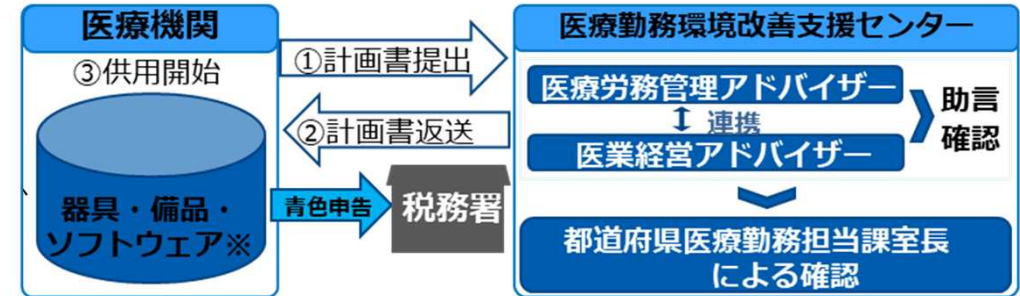 医療機関
③供用開始
器具・備品・
ソフトウェア※
①計画書提出
②計画書返送
青色申告
税務署
医療勤務環境改善支援センター
医療労務管理アドバイザー
連携
医業経営アドバイザー
助言
確認
都道府県医療勤務担当課室長
による確認